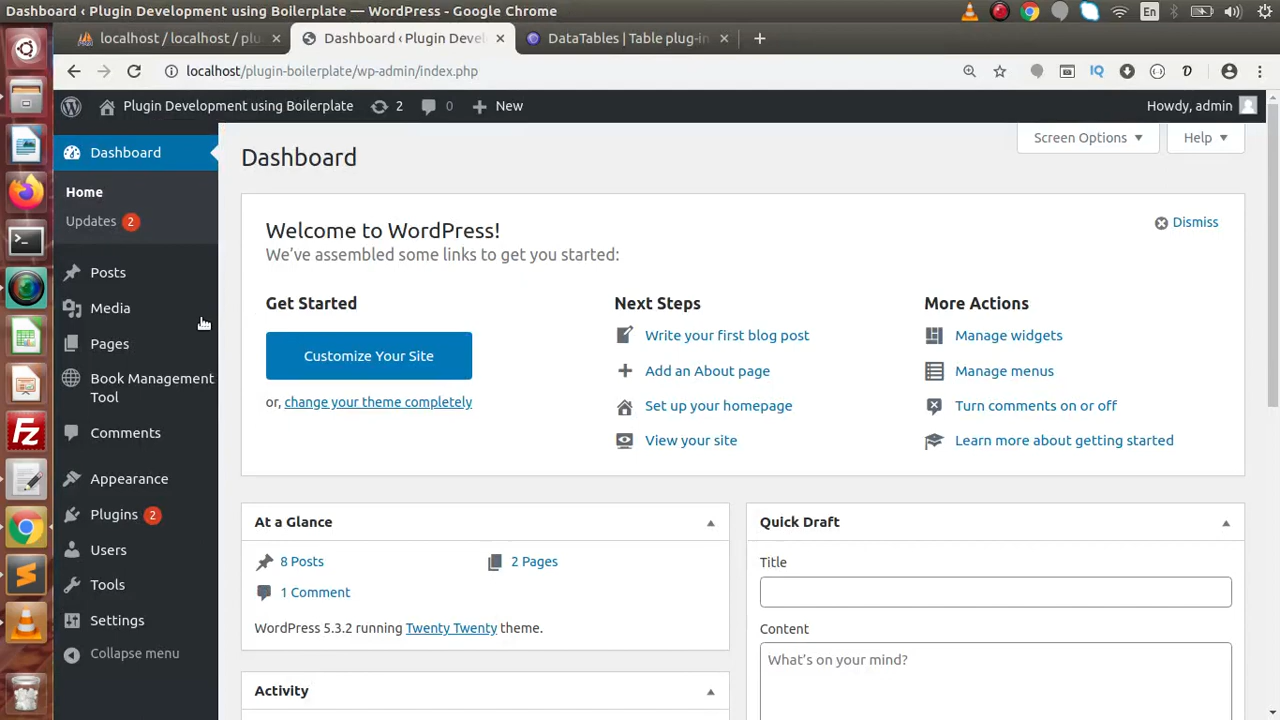 Dashboard ‹ Plugin Development using Boilerplate — WordPress - Google Chrome
En
localhost / localhost / plu
Dashboard ‹ Plugin Devel
DataTables | Table plug-in
localhost/plugin-boilerplate/wp-admin/index.php
IQ
Plugin Development using Boilerplate
2
0
New
Howdy, admin
Dashboard
Home
Updates 2
Posts
Media
Pages
Book Management
Tool
Comments
Appearance
Plugins 2
Users
Tools
Settings
Collapse menu
Screen Options
Help
Dashboard
Welcome to WordPress!
Dismiss
We’ve assembled some links to get you started:
Get Started
Customize Your Site
or, change your theme completely
Next Steps
Write your first blog post
Add an About page
Set up your homepage
View your site
More Actions
Manage widgets
Manage menus
Turn comments on or off
Learn more about getting started
At a Glance
8 Posts
2 Pages
1 Comment
WordPress 5.3.2 running Twenty Twenty theme.
Activity
Quick Draft
Title
Content
What’s on your mind?